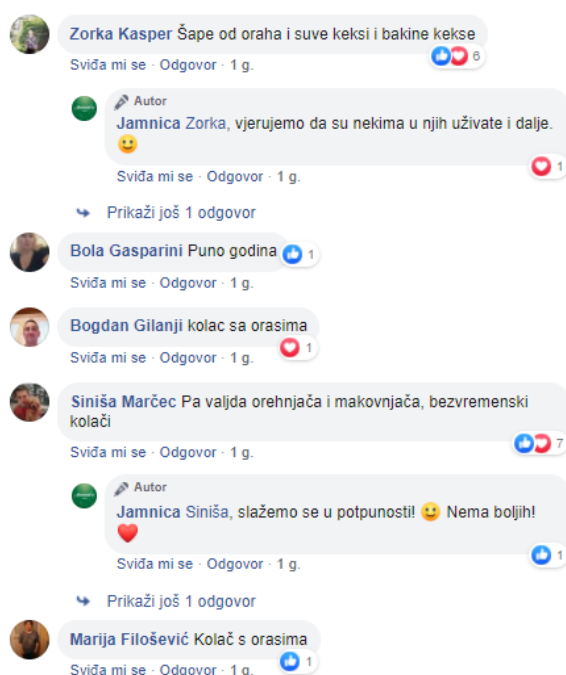 Zorka Kasper Šape od oraha i suve keksi i bakine kekse
6
Sviđa mi se · Odgovor · 1 g.
Autor
Jamnica Zorka, vjerujemo da su nekima u njih uživate i dalje.
1
Sviđa mi se · Odgovor · 1 g.
Prikaži još 1 odgovor
Bola Gasparini Puno godina
1
Sviđa mi se · Odgovor · 1 g.
Bogdan Gilanji kolac sa orasima
1
Sviđa mi se · Odgovor · 1 g.
Siniša Marčec Pa valjda orehnjača i makovnjača, bezvremenski
kolači
7
Sviđa mi se · Odgovor · 1 g.
Autor
Jamnica Siniša, slažemo se u potpunosti! 😃 Nema boljih!
1
Sviđa mi se · Odgovor · 1 g.
Prikaži još 1 odgovor
Marija Filošević Kolač s orasima
1
Sviđa mi se · Odgovor · 1 g.